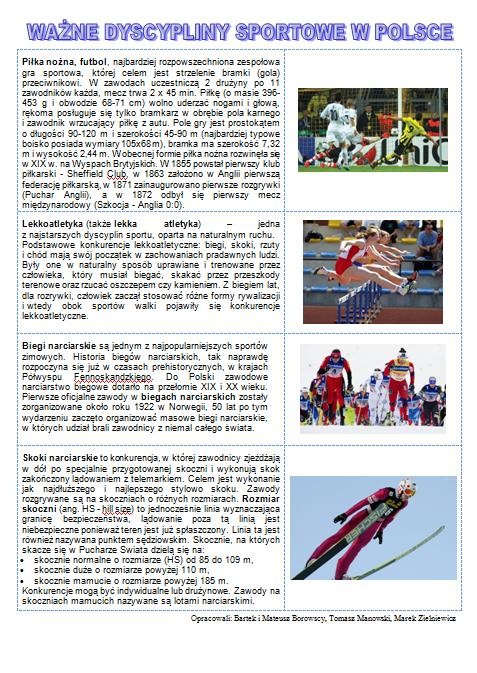 WAŻNE DYSCYPLINY SPORTOWE W POLSCE
Piłka nożna, futbol, najbardziej rozpowszechniona zespołowa
gra sportowa, której celem jest strzelenie bramki (gola)
przeciwnikowi. W zawodach uczestniczą 2 drużyny po 11
zawodników każda, mecz trwa 2 x 45 min. Piłkę (o masie 396-
453 g i obwodzie 68-71 cm) wolno uderzać nogami i głową,
rękoma posługuje się tylko bramkarz w obrębie pola karnego
i zawodnik wrzucający piłkę z autu. Pole gry jest prostokątem
o długości 90-120 m i szerokości 45-90 m (najbardziej typowe
boisko posiada wymiary 105x68m), bramka ma szerokość 7,32
m i wysokość 2,44 m. W obecnej formie piłka nożna rozwinęła się
w XIX w. na Wyspach Brytyjskich. W 1855 powstał pierwszy klub
piłkarski - Sheffield Club, w 1863 założono w Anglii pierwszą
federację piłkarską, w 1871 zainaugurowano pierwsze rozgrywki
(Puchar Anglii), a w 1872 odbył się pierwszy mecz
międzynarodowy (Szkocja - Anglia 0:0).
Lekkoatletyka (także lekka atletyka) – jedna
z najstarszych dyscyplin sportu, oparta na naturalnym ruchu.
Podstawowe konkurencje lekkoatletyczne: biegi, skoki, rzuty
i chód mają swój początek w zachowaniach pradawnych ludzi.
Były one w naturalny sposób uprawiane i trenowane przez
człowieka, który musiał biegać, skakać przez przeszkody
terenowe oraz rzucać oszczepem czy kamieniem. Z biegiem lat,
dla rozrywki, człowiek zaczął stosować różne formy rywalizacji
i wtedy obok sportów walki pojawiły się konkurencje
lekkoatletyczne.
Biegi narciarskie są jednym z najpopularniejszych sportów
zimowych. Historia biegów narciarskich, tak naprawdę
rozpoczyna się już w czasach prehistorycznych, w krajach
Półwyspu Fennoskandzkiego. Do Polski zawodowe
narciarstwo biegowe dotarło na przełomie XIX i XX wieku.
Pierwsze oficjalne zawody w biegach narciarskich zostały
zorganizowane około roku 1922 w Norwegii, 50 lat po tym
wydarzeniu zaczęto organizować masowe biegi narciarskie,
w których udział brali zawodnicy z niemal całego świata.
Skoki narciarskie to konkurencja, w której zawodnicy zjeżdżają
w dół po specjalnie przygotowanej skoczni i wykonują skok
zakończony lądowaniem z telemarkiem. Celem jest wykonanie
jak najdłuższego i najlepszego stylowo skoku. Zawody
rozgrywane są na skoczniach o różnych rozmiarach. Rozmiar
skoczni (ang. HS - hill size) to jednocześnie linia wyznaczająca
granicę bezpieczeństwa, lądowanie poza tą linią jest
niebezpieczne ponieważ teren jest już spłaszczony. Linia ta jest
również nazywana punktem sędziowskim. Skocznie, na których
skacze się w Pucharze Świata dzielą się na:
• skocznie normalne o rozmiarze (HS) od 85 do 109 m,
• skocznie duże o rozmiarze powyżej 110 m,
• skocznie mamucie o rozmiarze powyżej 185 m.
Konkurencje mogą być indywidualne lub drużynowe. Zawody na
skoczniach mamucich nazywane są lotami narciarskimi.
Opracowali: Bartek i Mateusz Borowscy, Tomasz Manowski, Marek Zielniewicz